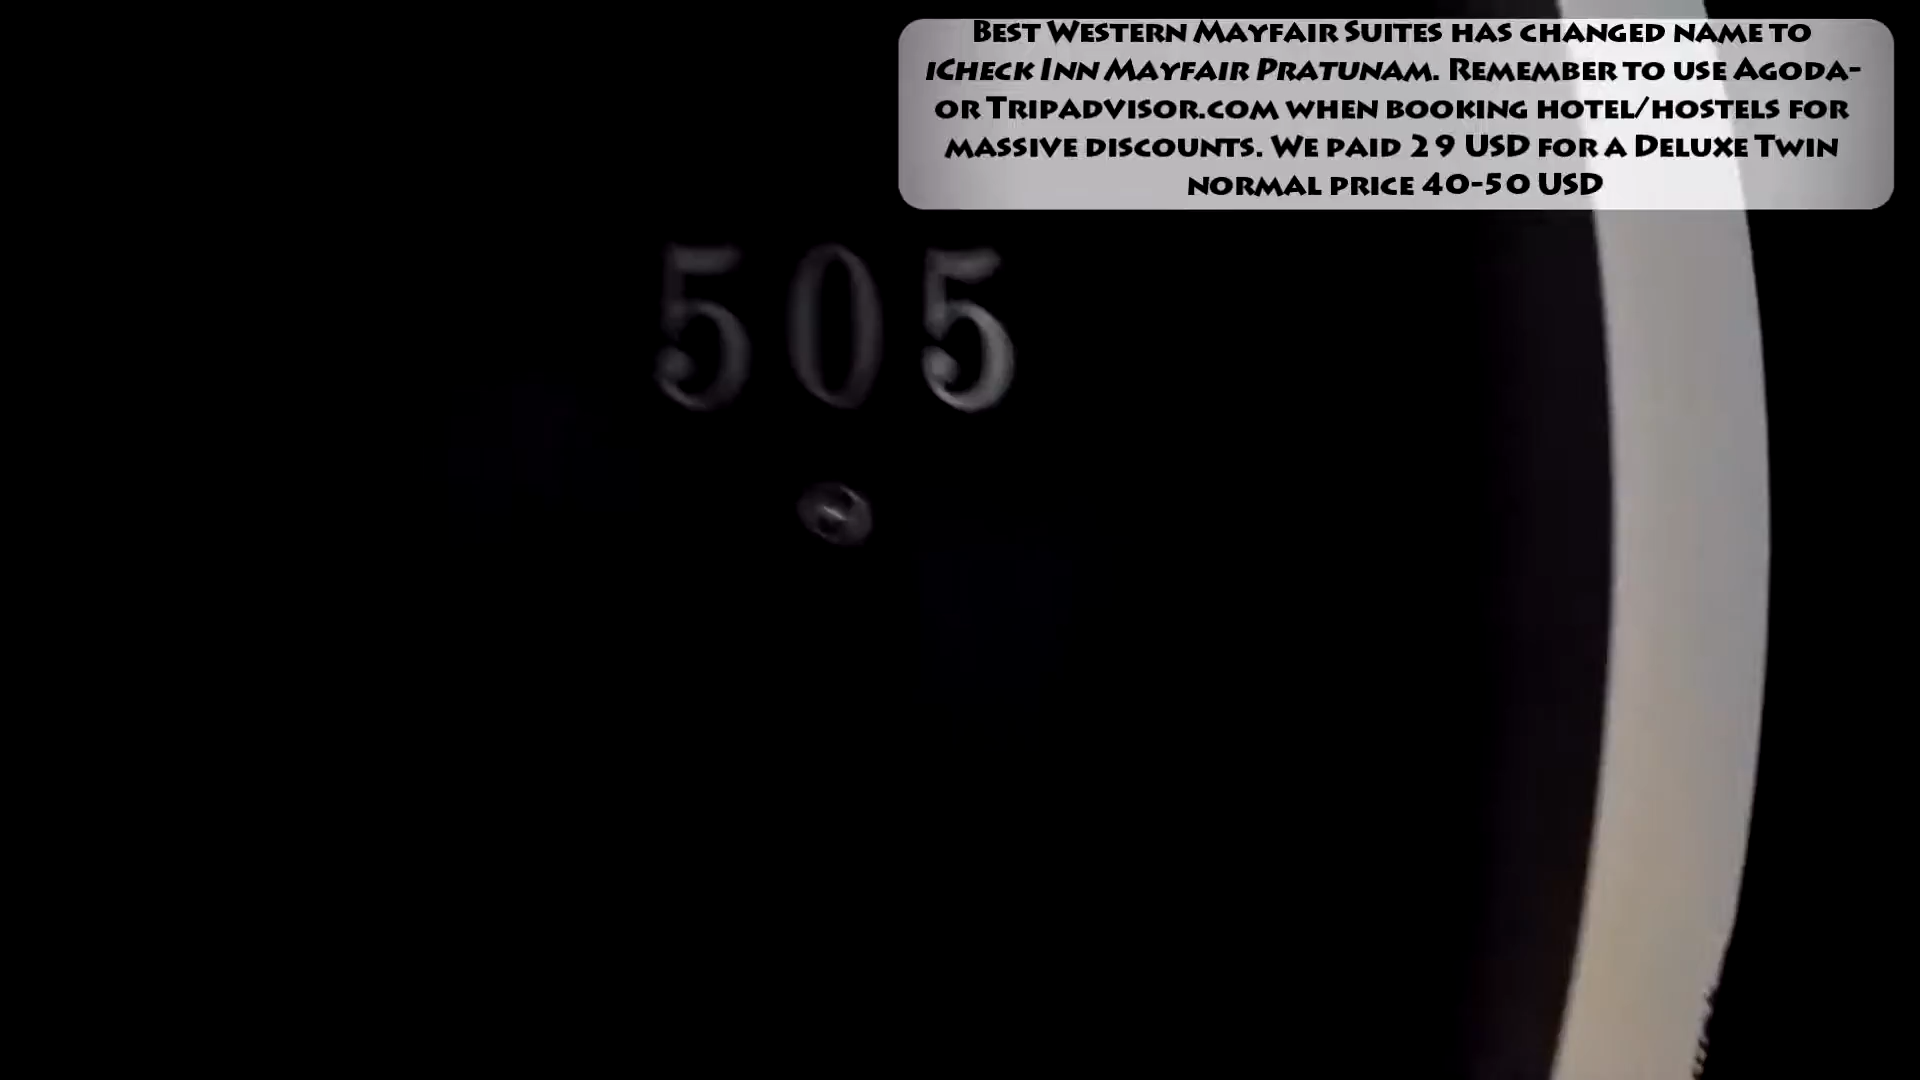 Best Western Mayfair Suites has changed name to
iCheck Inn Mayfair Pratunam. Remember to use Agoda-
or Tripadvisor.com when booking hotel/hostels for
massive discounts. We paid 29 USD for a Deluxe Twin
normal price 40-50 USD
505